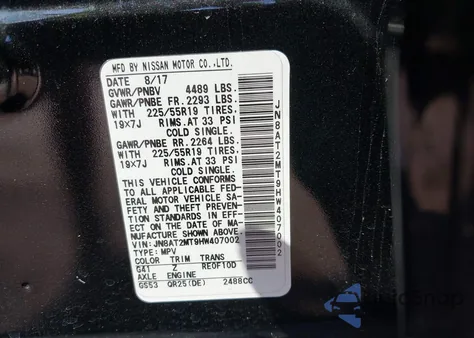 MFD BY NISSAN MOTOR CO.,LTD.
DATE 8/17
GVWR/PNBV 4489 LBS.
GAWR/PNBE FR. 2293 LBS.
WITH 225/55R19 TIRES,
19X7J RIMS, AT 33 PSI
COLD SINGLE.
GAWR/PNBE RR. 2264 LBS.
WITH 225/55R19 TIRES,
19X7J RIMS, AT 33 PSI
COLD SINGLE.
THIS VEHICLE CONFORMS
TO ALL APPLICABLE FED-
ERAL MOTOR VEHICLE SA-
FETY AND THEFT PREVEN-
TION STANDARDS IN EFF-
ECT ON THE DATE OF MA-
NUFACTURE SHOWN ABOVE.
VIN: JN8AT2MT9HW407002
TYPE: MPV
COLOR TRIM TRANS
G41 Z RE0F10D
AXLE ENGINE
GS53 QR25(DE) 2488CC
JN8AT2MT9HW407002
AutoSnap